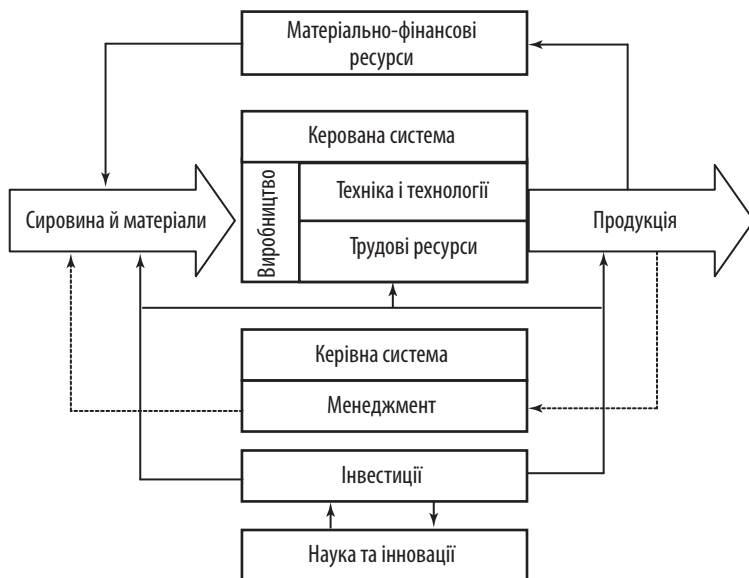 Матеріально-фінансові
ресурси
Керована система
Сировина й матеріали
Виробництво
Техніка і технології
Трудові ресурси
Продукція
Керівна система
Менеджмент
Інвестиції
Наука та інновації